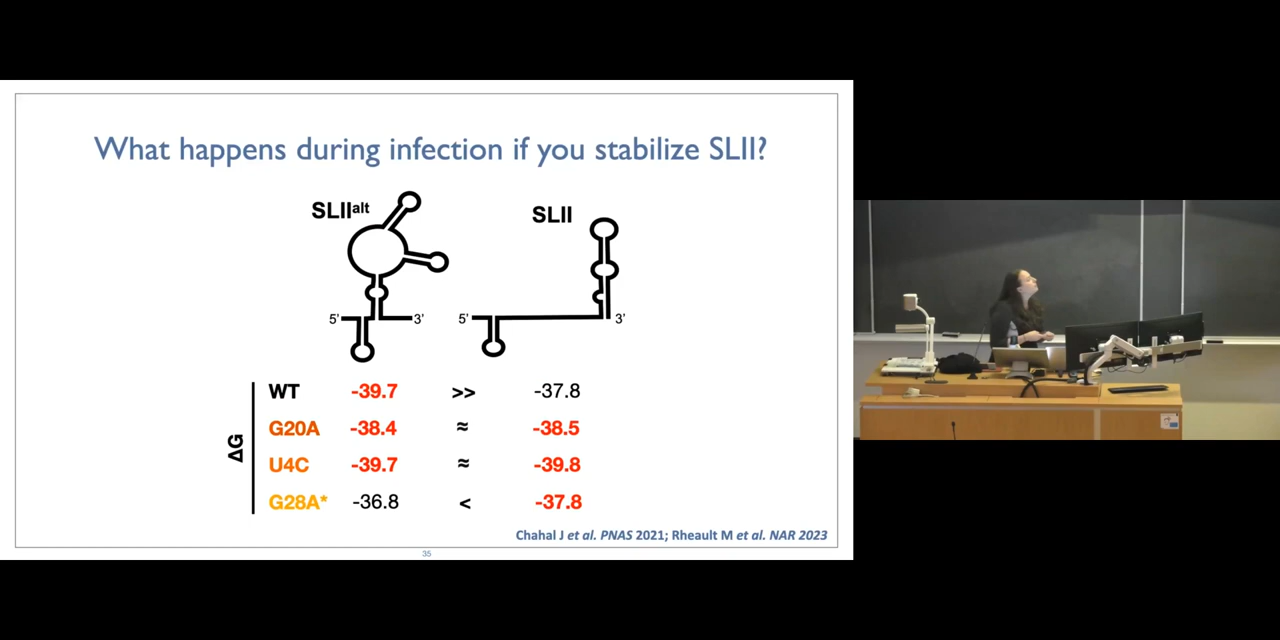 What happens during infection if you stabilize SLII?
SLIIalt
SLII
5' 3' 5' 3'
ΔG
WT -39.7 >> -37.8
G20A -38.4 ≈ -38.5
U4C -39.7 ≈ -39.8
G28A* -36.8 < -37.8
Chahal J et al. PNAS 2021; Rheault M et al. NAR 2023
35